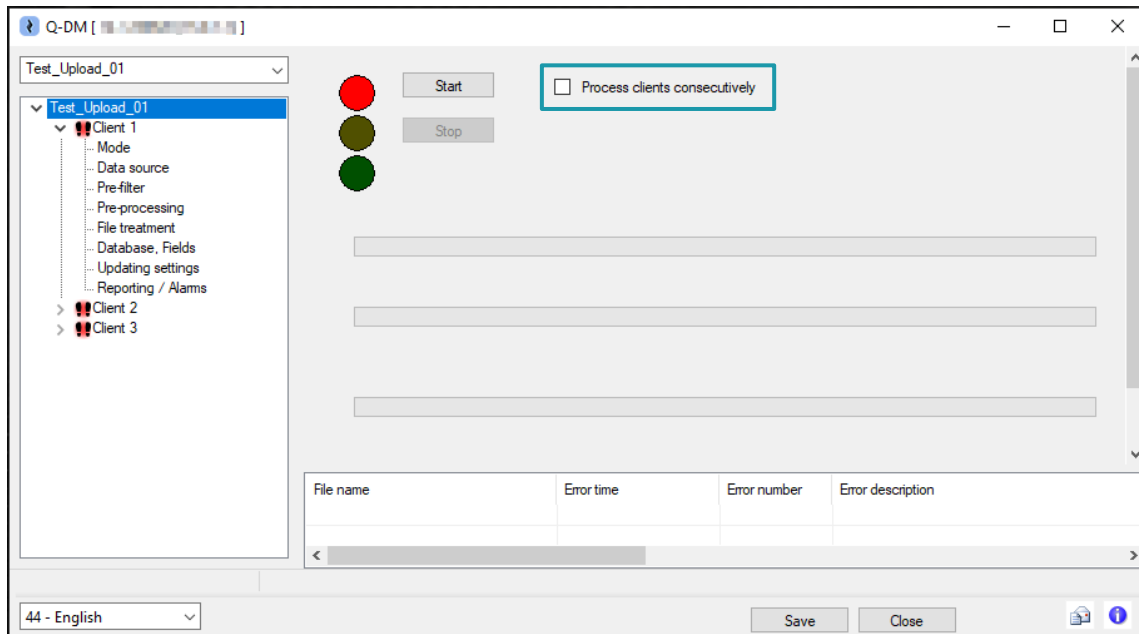 Q-DM [ ]
Test_Upload_01
Start
Process clients consecutively
Stop
Test_Upload_01
Client 1
Mode
Data source
Pre-filter
Pre-processing
File treatment
Database, Fields
Updating settings
Reporting / Alarms
Client 2
Client 3
File name Error time Error number Error description
44 - English
Save Close